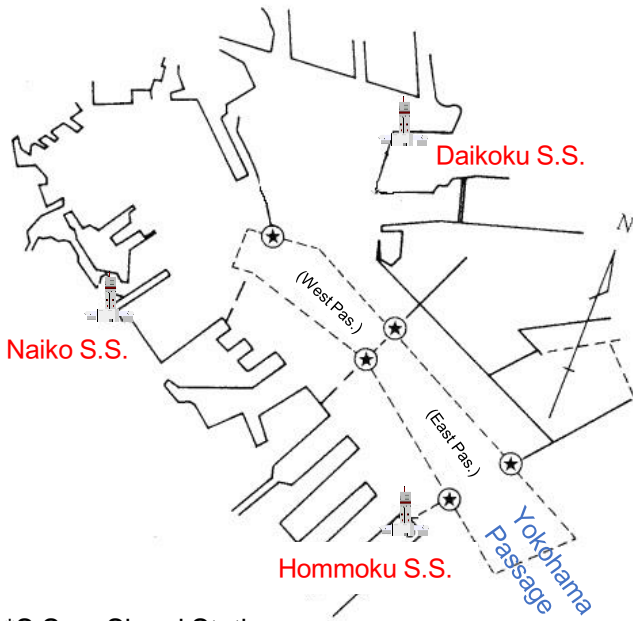 Daikoku S.S.
N
(West Pas.)
Naiko S.S.
(East Pas.)
Yokohama
Passage
Hommoku S.S.